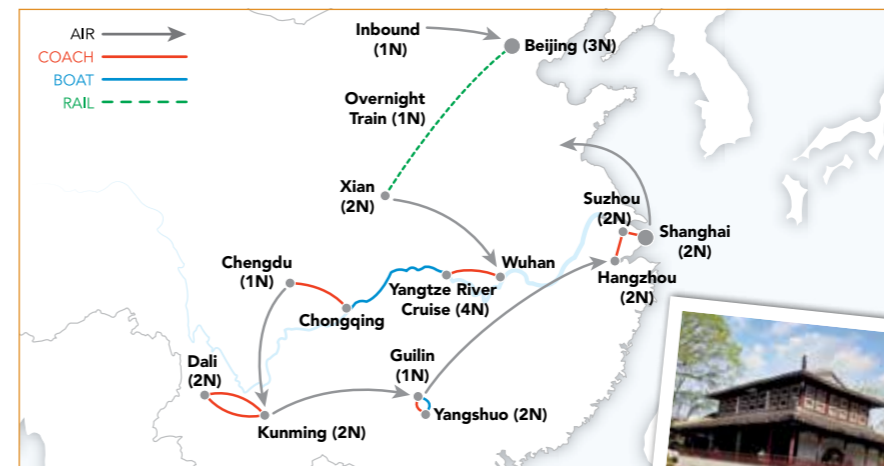 AIR
COACH
BOAT
RAIL
Inbound
(1N)
Beijing (3N)
Overnight
Train (1N)
Xian
(2N)
Suzhou
(2N)
Shanghai
(2N)
Hangzhou
(2N)
Wuhan
Yangtze River
Cruise (4N)
Chengdu
(1N)
Chongqing
Dali
(2N)
Kunming (2N)
Guilin
(1N)
Yangshuo (2N)